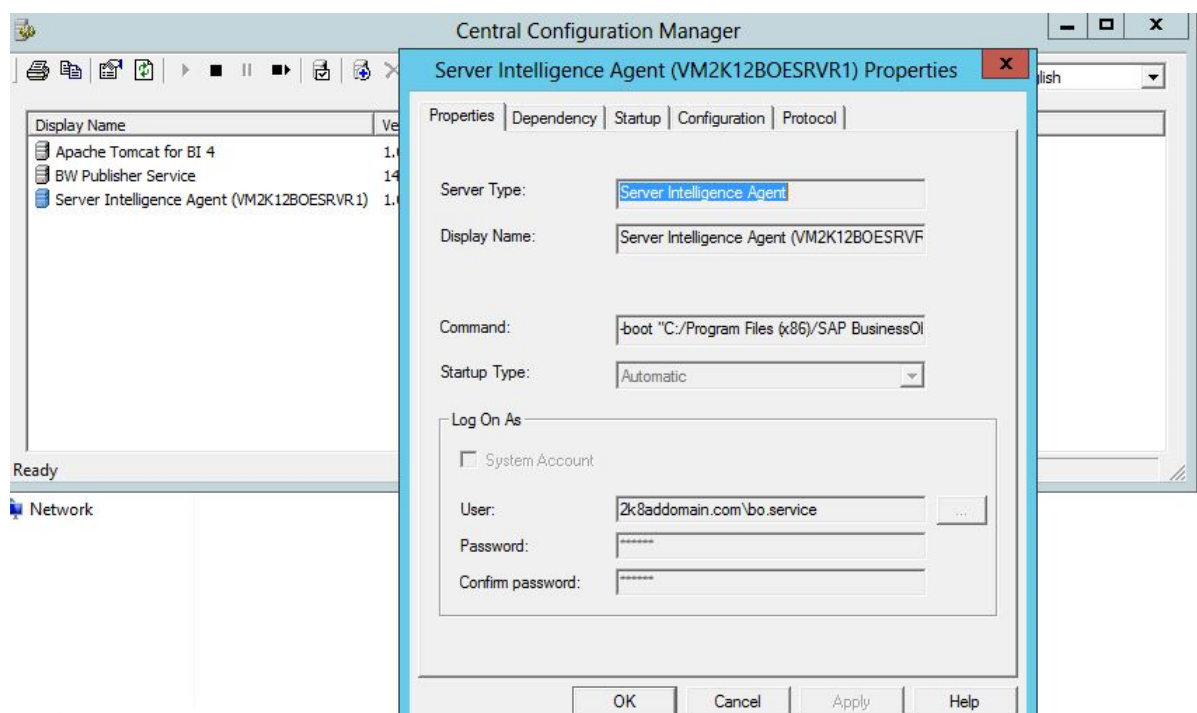 Central Configuration Manager
Display Name Ve
Apache Tomcat for BI 4 1.
BW Publisher Service 14
Server Intelligence Agent (VM2K12BOESRVR1) 1.
Ready
Network
glish
Server Intelligence Agent (VM2K12BOESRVR1) Properties
Properties Dependency Startup Configuration Protocol
Server Type: Server Intelligence Agent
Display Name: Server Intelligence Agent (VM2K12BOESRVR
Command: -boot "C:/Program Files (x86)/SAP BusinessOl
Startup Type: Automatic
Log On As
System Account
User: 2k8addomain.com\bo.service ...
Password: ******
Confirm password: ******
OK Cancel Apply Help